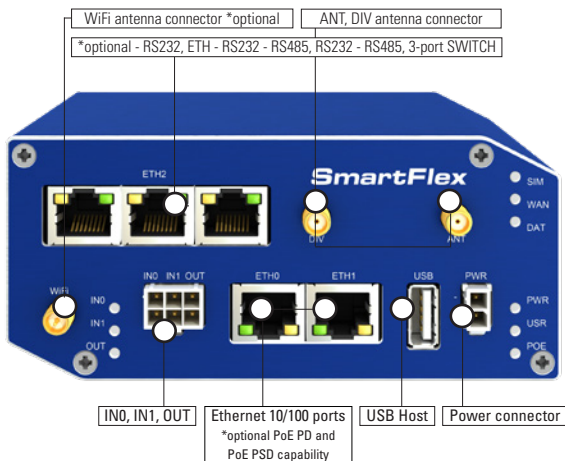 WiFi antenna connector *optional
ANT, DIV antenna connector
*optional - RS232, ETH - RS232 - RS485, RS232 - RS485, 3-port SWITCH
ETH2
SmartFlex
SIM
WAN
DAT
DIV
ANT
WiFi
IN0
IN1
OUT
IN0 IN1 OUT
ETH0
ETH1
USB
PWR
PWR
USR
POE
IN0, IN1, OUT
Ethernet 10/100 ports
*optional PoE PD and
PoE PSD capability
USB Host
Power connector